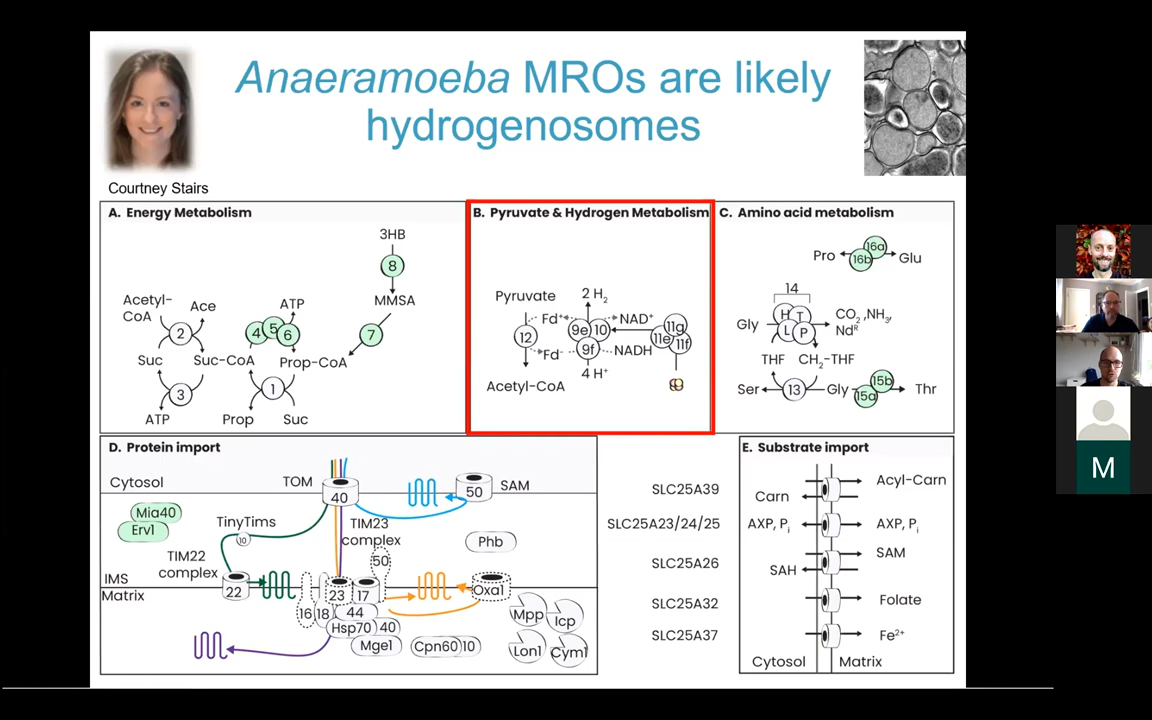 Anaeramoeba MROs are likely
hydrogenosomes
Courtney Stairs
A. Energy Metabolism
3HB
8
MMSA
Acetyl-
CoA
Ace
ATP
2
4
5
6
7
Suc
Suc-CoA
Prop-CoA
3
1
ATP
Prop
Suc
B. Pyruvate & Hydrogen Metabolism
Pyruvate
2 H₂
Fd⁺
NAD⁺
12
9e
10
11g
11e
11f
Fd⁻
9f
NADH
Acetyl-CoA
4 H⁺
C. Amino acid metabolism
Pro
16b
16a
Glu
14
Gly
H
T
L
P
CO₂,NH₃,
Ndᴿ
THF
CH₂-THF
Ser
13
Gly
15a
15b
Thr
D. Protein import
Cytosol
TOM
40
50
SAM
Mia40
Erv1
TinyTims
10
TIM23
complex
Phb
TIM22
complex
50
IMS
Matrix
22
23
17
Oxa1
16
18
44
Hsp70
40
Mge1
Cpn60
10
Mpp
Icp
Lon1
Cym1
SLC25A39
SLC25A23/24/25
SLC25A26
SLC25A32
SLC25A37
E. Substrate import
Carn
Acyl-Carn
AXP, Pᵢ
AXP, Pᵢ
SAM
SAH
Folate
Fe²⁺
Cytosol
Matrix
M